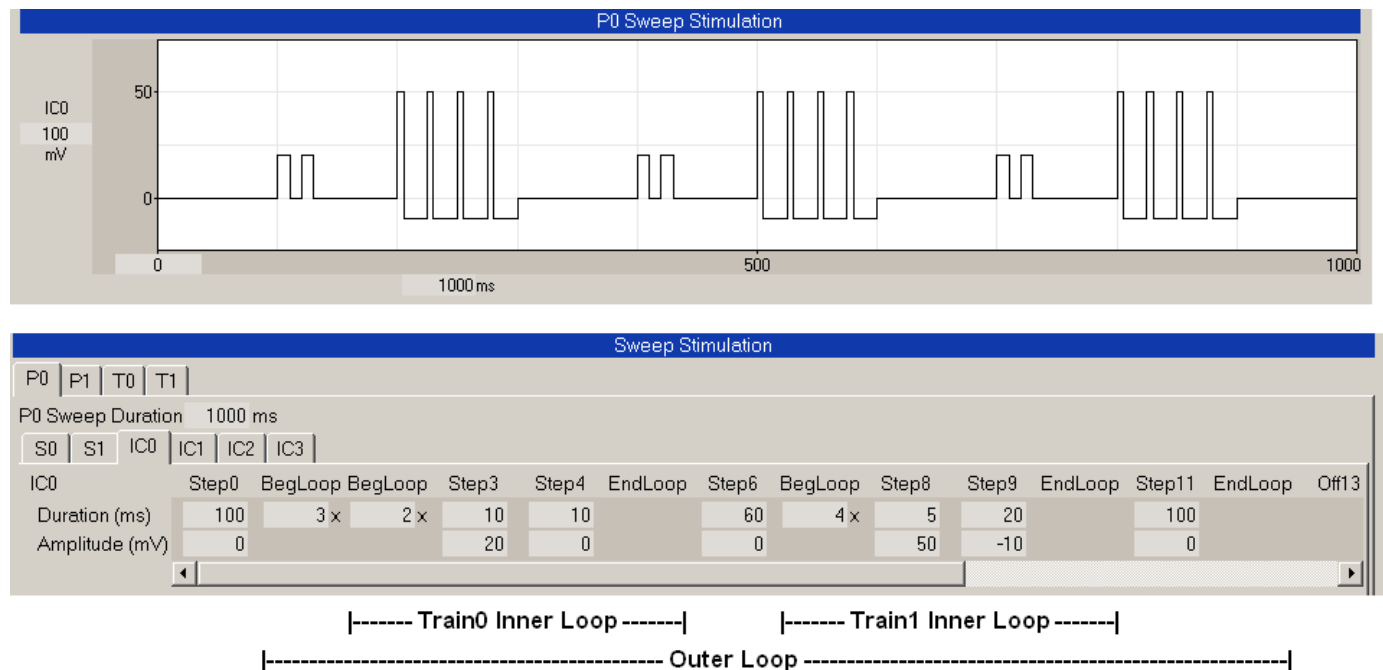 P0 Sweep Stimulation
50
IC0
100
mV
0
0 500 1000
1000 ms
Sweep Stimulation
P0 P1 T0 T1
P0 Sweep Duration 1000 ms
S0 S1 IC0 IC1 IC2 IC3
IC0 Step0 BegLoop BegLoop Step3 Step4 EndLoop Step6 BegLoop Step8 Step9 EndLoop Step11 EndLoop Off13
Duration (ms) 100 3 x 2 x 10 10 60 4 x 5 20 100
Amplitude (mV) 0 20 0 0 50 -10 0
|------- Train0 Inner Loop -------| |------- Train1 Inner Loop -------|
|--------------------------------------------- Outer Loop ------------------------------------------------------|